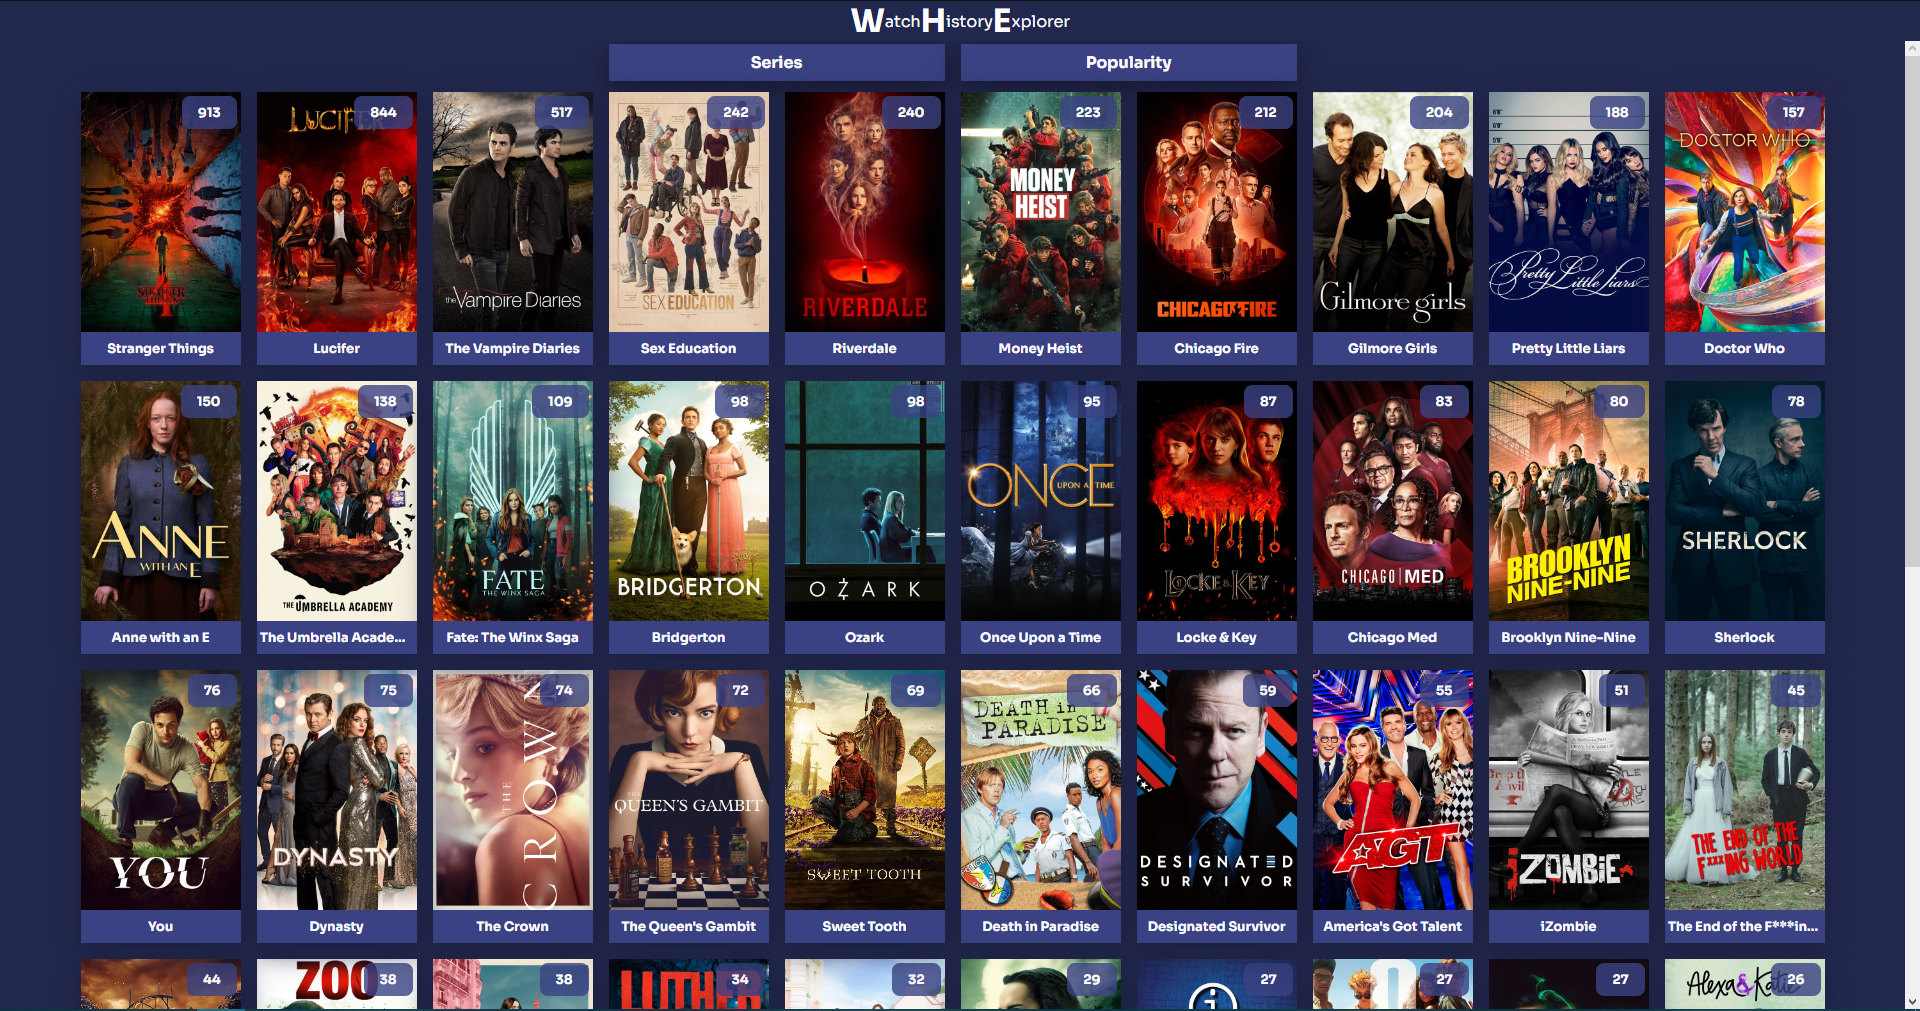 WatchHistoryExplorer
Series
Popularity
913
844
517
242
240
223
212
204
188
157
LUCIFER
DOCTOR WHO
MONEY
HEIST
STRANGER
THINGS
4
the Vampire Diaries
SEX EDUCATION
RIVERDALE
CHICAGO FIRE
Gilmore girls
Pretty Little Liars
Stranger Things
Lucifer
The Vampire Diaries
Sex Education
Riverdale
Money Heist
Chicago Fire
Gilmore Girls
Pretty Little Liars
Doctor Who
150
138
109
98
98
95
87
83
80
78
ANNE
WITH AN E
THE UMBRELLA ACADEMY
FATE
THE WINX SAGA
BRIDGERTON
OZARK
ONCE
UPON A TIME
LOCKE & KEY
CHICAGO MED
BROOKLYN
NINE-NINE
SHERLOCK
Anne with an E
The Umbrella Acade...
Fate: The Winx Saga
Bridgerton
Ozark
Once Upon a Time
Locke & Key
Chicago Med
Brooklyn Nine-Nine
Sherlock
76
75
74
72
69
66
59
55
51
45
YOU
DYNASTY
THE
CROWN
THE
QUEEN'S GAMBIT
SWEET TOOTH
DEATH in
PARADISE
DESIGNATED
SURVIVOR
AGT
iZOMBiE
THE END OF THE
F***ING WORLD
You
Dynasty
The Crown
The Queen's Gambit
Sweet Tooth
Death in Paradise
Designated Survivor
America's Got Talent
iZombie
The End of the F***in...
44
38
38
34
32
29
27
27
27
26
ZOO
LUTHER
Alexa & Katie